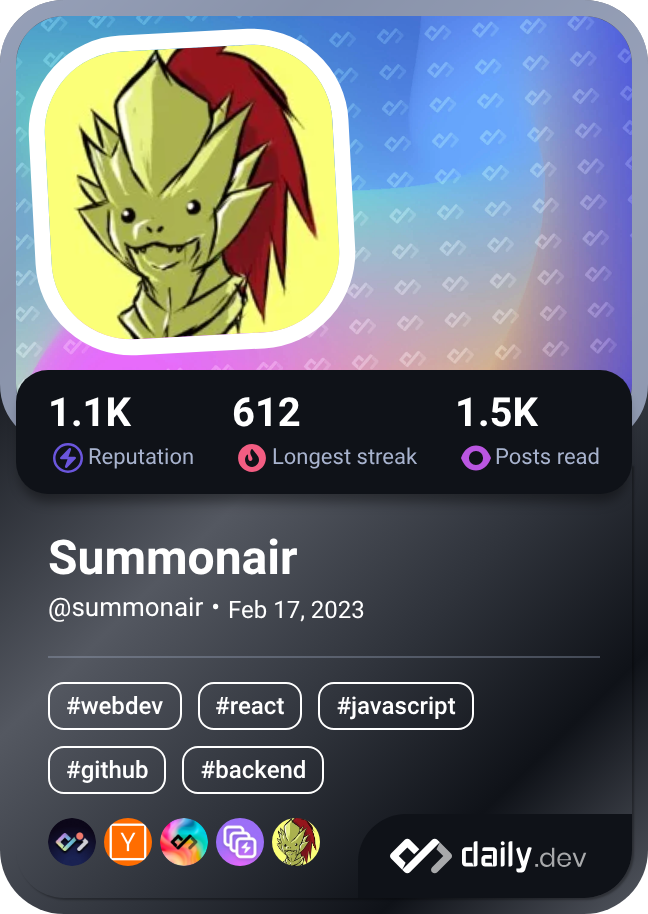 1.1K 612 1.5K
Reputation Longest streak Posts read
Summonair
@summonair • Feb 17, 2023
#webdev #react #javascript
#github #backend
Y
daily.dev